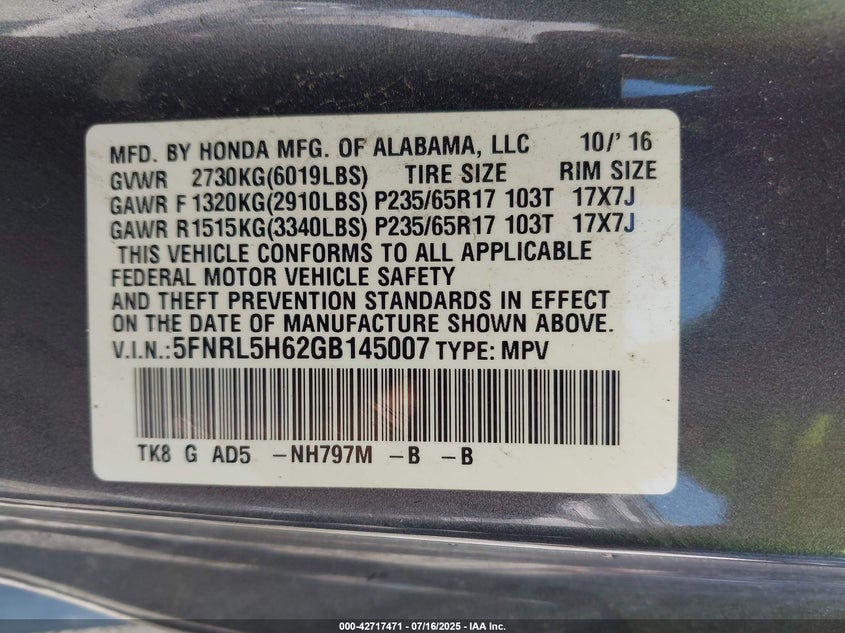 MFD. BY HONDA MFG. OF ALABAMA, LLC 10/' 16
GVWR 2730KG(6019LBS) TIRE SIZE RIM SIZE
GAWR F 1320KG(2910LBS) P235/65R17 103T 17X7J
GAWR R1515KG(3340LBS) P235/65R17 103T 17X7J
THIS VEHICLE CONFORMS TO ALL APPLICABLE
FEDERAL MOTOR VEHICLE SAFETY
AND THEFT PREVENTION STANDARDS IN EFFECT
ON THE DATE OF MANUFACTURE SHOWN ABOVE.
V.I.N.:5FNRL5H62GB145007 TYPE: MPV
TK8 G AD5 -NH797M -B -B
000-42717471 - 07/16/2025 - IAA Inc.